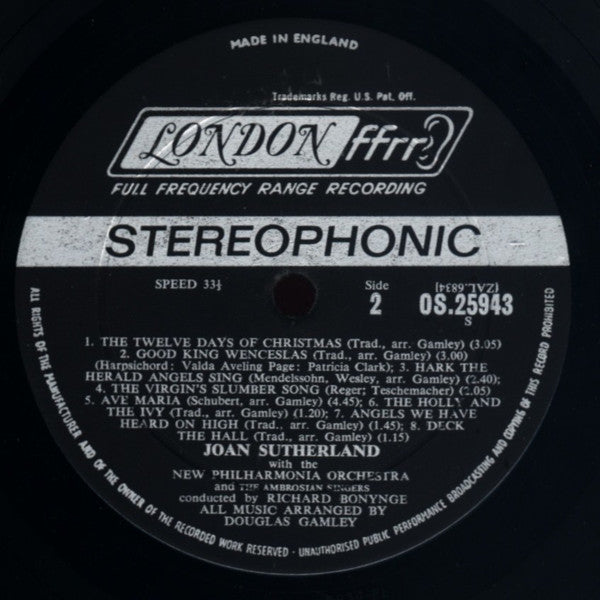 MADE IN ENGLAND
Trademarks Reg. U.S. Pat. Off.
LONDON ffrr
FULL FREQUENCY RANGE RECORDING
STEREOPHONIC
SPEED 33⅓
Side
2
(ZAL.6834)
OS.25943
S
1. THE TWELVE DAYS OF CHRISTMAS (Trad., arr. Gamley) (3.05)
2. GOOD KING WENCESLAS (Trad., arr. Gamley) (3.00)
(Harpsichord: Valda Aveling Page: Patricia Clark); 3. HARK THE
HERALD ANGELS SING (Mendelssohn, Wesley, arr. Gamley) (2.40);
4. THE VIRGIN'S SLUMBER SONG (Reger; Teschemacher) (2.05)
5. AVE MARIA (Schubert, arr. Gamley) (4.45); 6. THE HOLLY AND
THE IVY (Trad., arr. Gamley) (1.20); 7. ANGELS WE HAVE
HEARD ON HIGH (Trad., arr. Gamley) (1.45); 8. DECK
THE HALL (Trad., arr. Gamley) (1.15)
JOAN SUTHERLAND
with the
NEW PHILHARMONIA ORCHESTRA
and THE AMBROSIAN SINGERS
conducted by RICHARD BONYNGE
ALL MUSIC ARRANGED BY
DOUGLAS GAMLEY
ALL RIGHTS OF THE MANUFACTURER AND OF THE OWNER OF THE RECORDED WORK RESERVED · UNAUTHORISED PUBLIC PERFORMANCE BROADCASTING AND COPYING OF THIS RECORD PROHIBITED